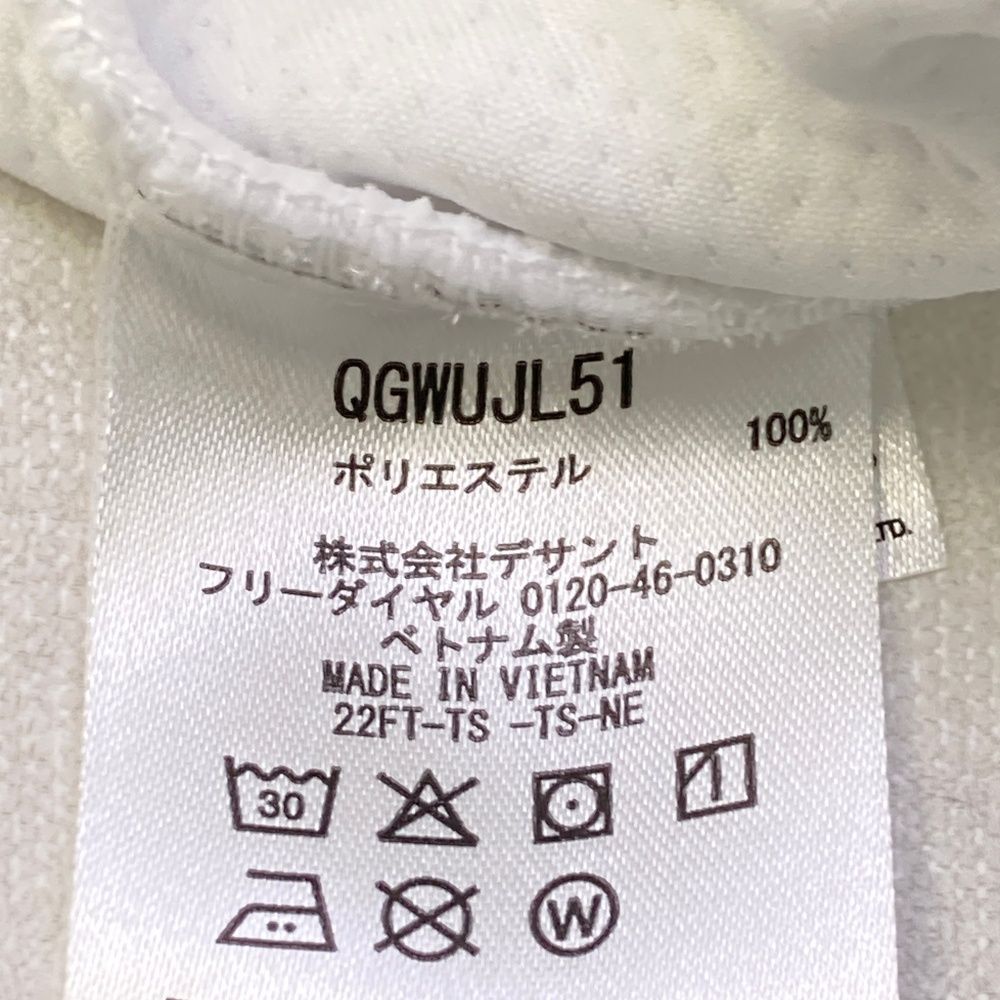 QGWUJL51
ポリエステル 100%
株式会社デサント
フリーダイヤル 0120-46-0310
ベトナム製
MADE IN VIETNAM
22FT-TS -TS-NE
30
W
TD.